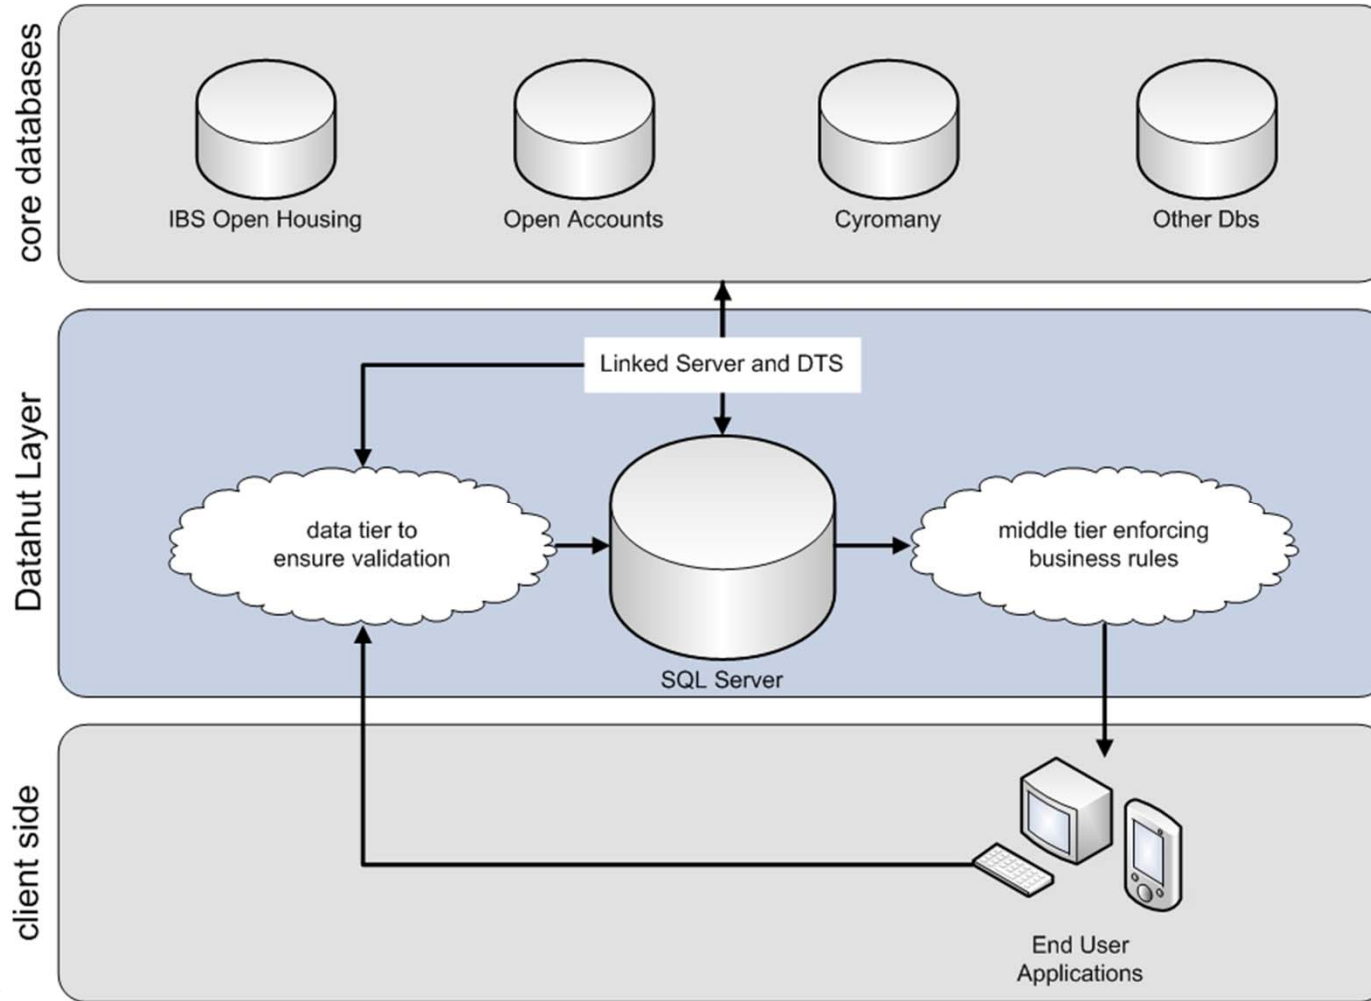 core databases
IBS Open Housing
Open Accounts
Cyromany
Other Dbs
Datahut Layer
Linked Server and DTS
data tier to
ensure validation
middle tier enforcing
business rules
SQL Server
client side
End User
Applications